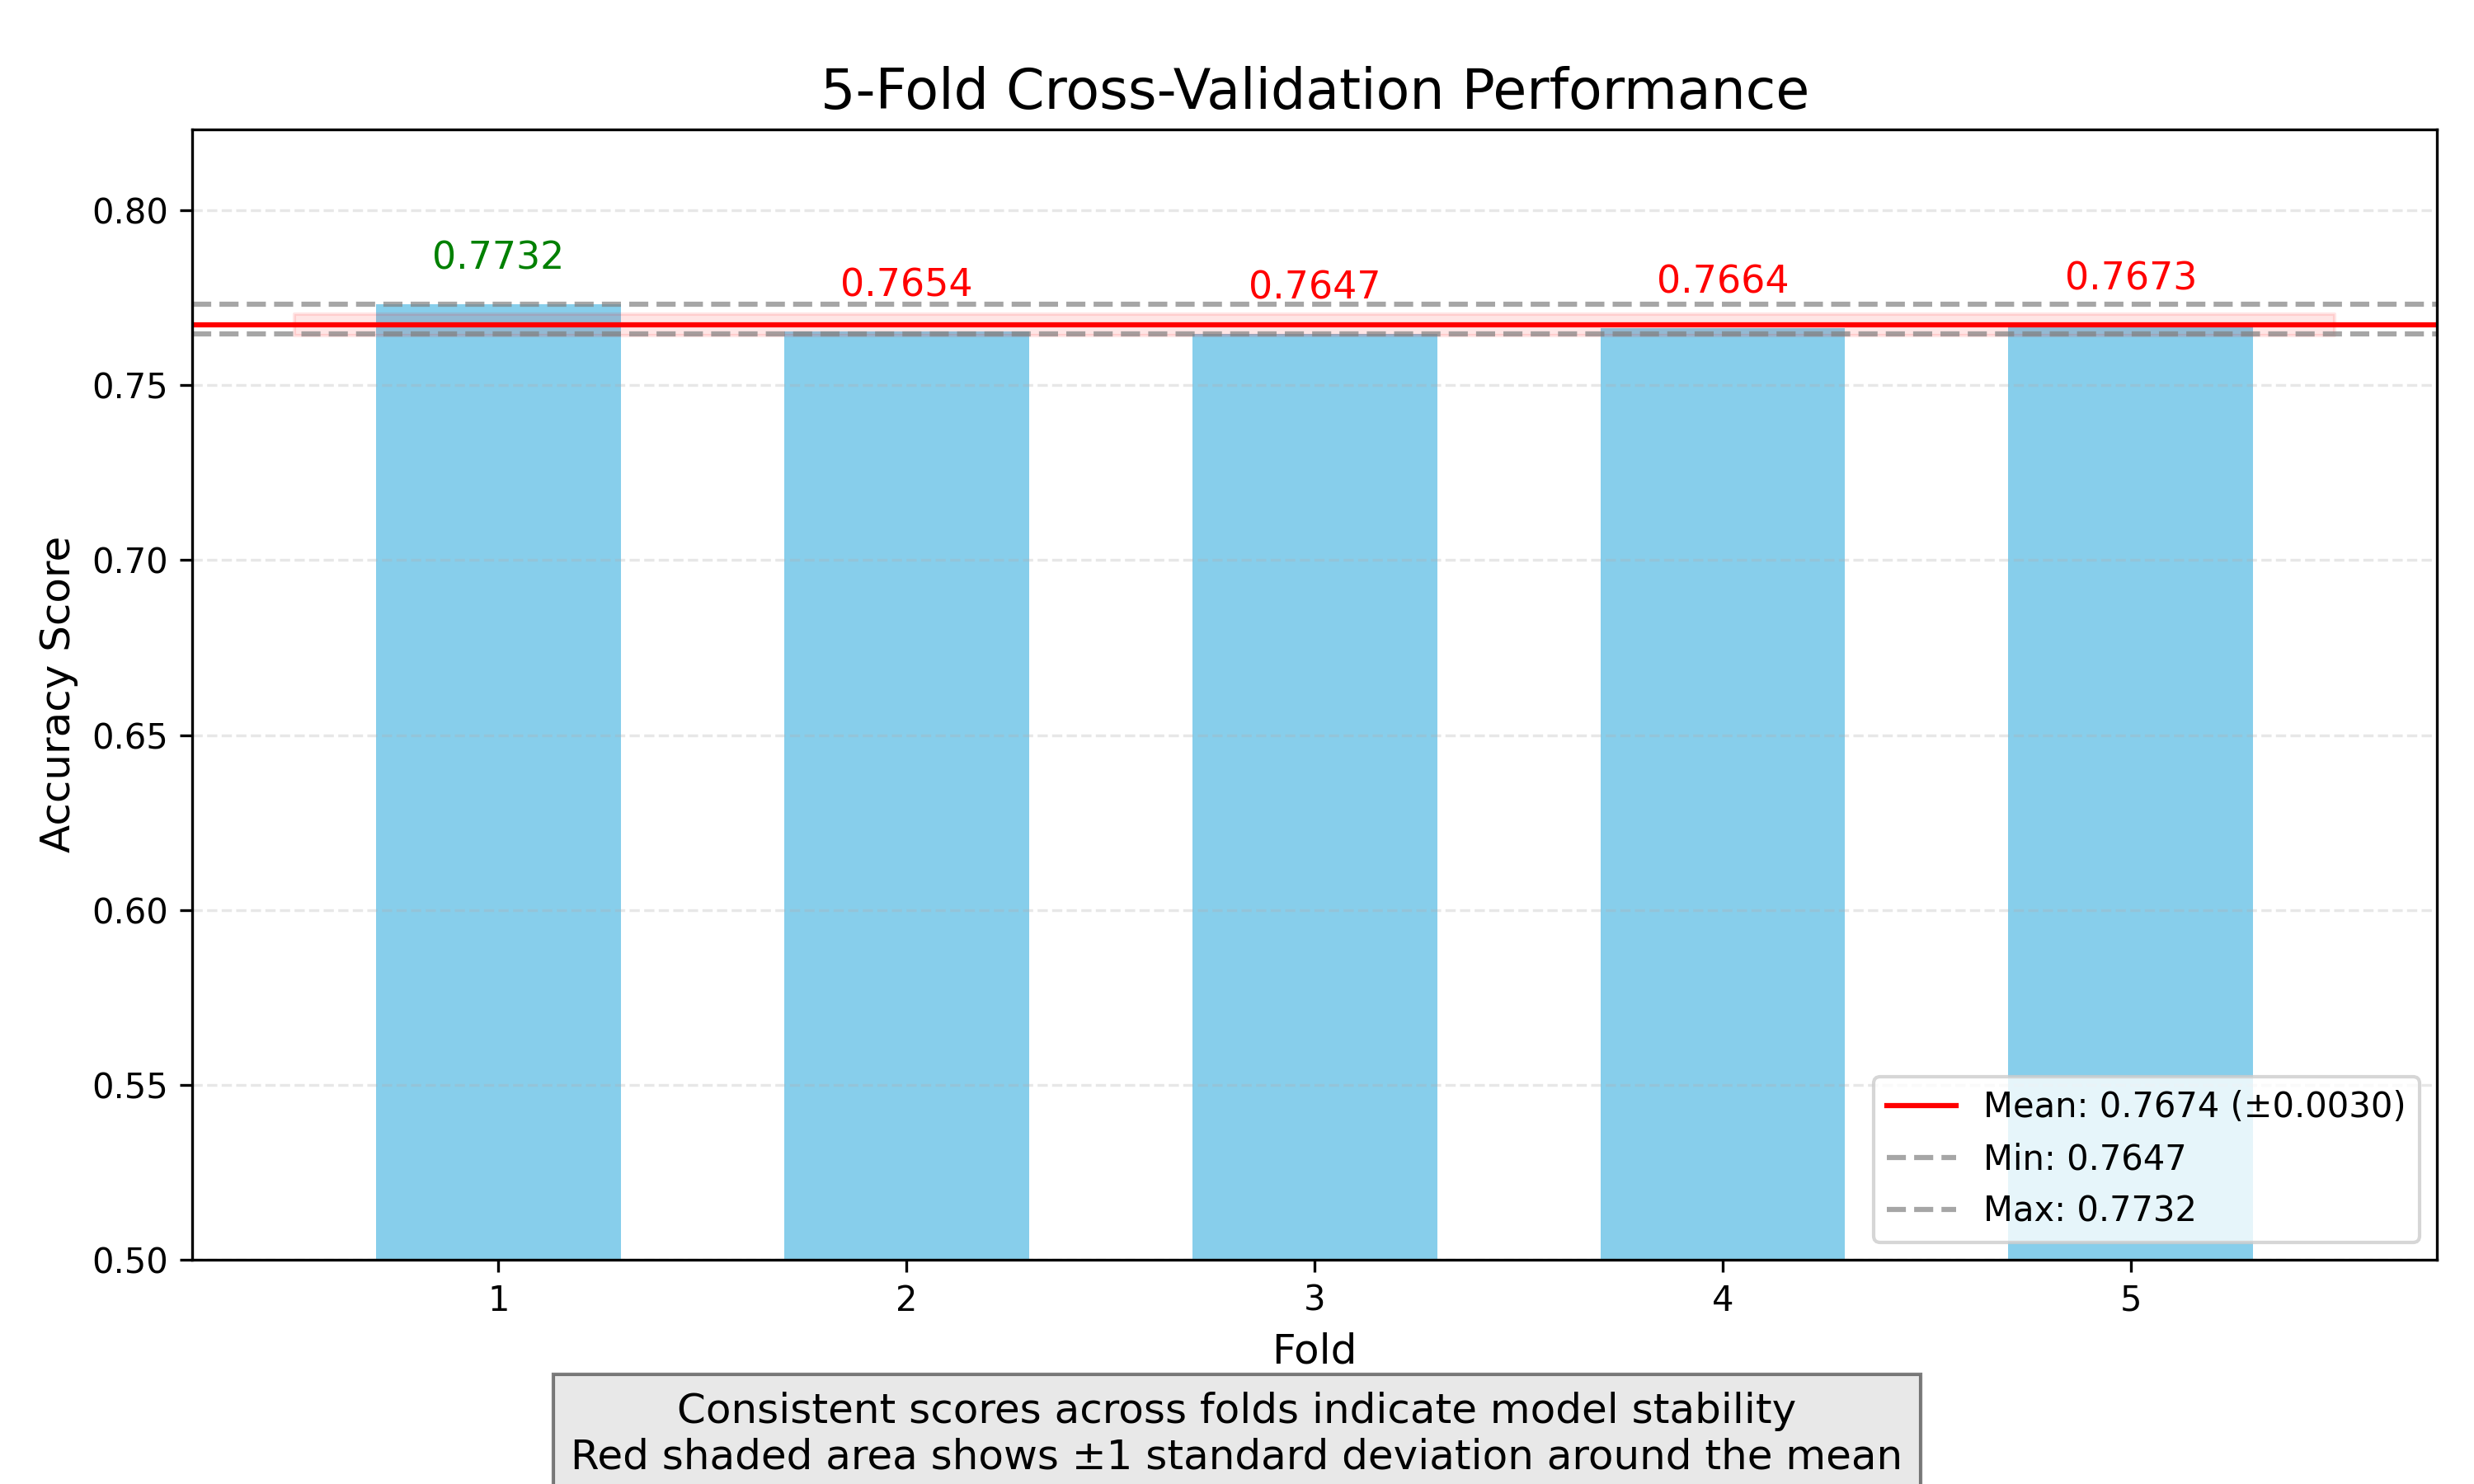 5-Fold Cross-Validation Performance
Accuracy Score
0.80
0.75
0.70
0.65
0.60
0.55
0.50
0.7732
0.7654
0.7647
0.7664
0.7673
Mean: 0.7674 (±0.0030)
Min: 0.7647
Max: 0.7732
1
2
3
4
5
Fold
Consistent scores across folds indicate model stability
Red shaded area shows ±1 standard deviation around the mean